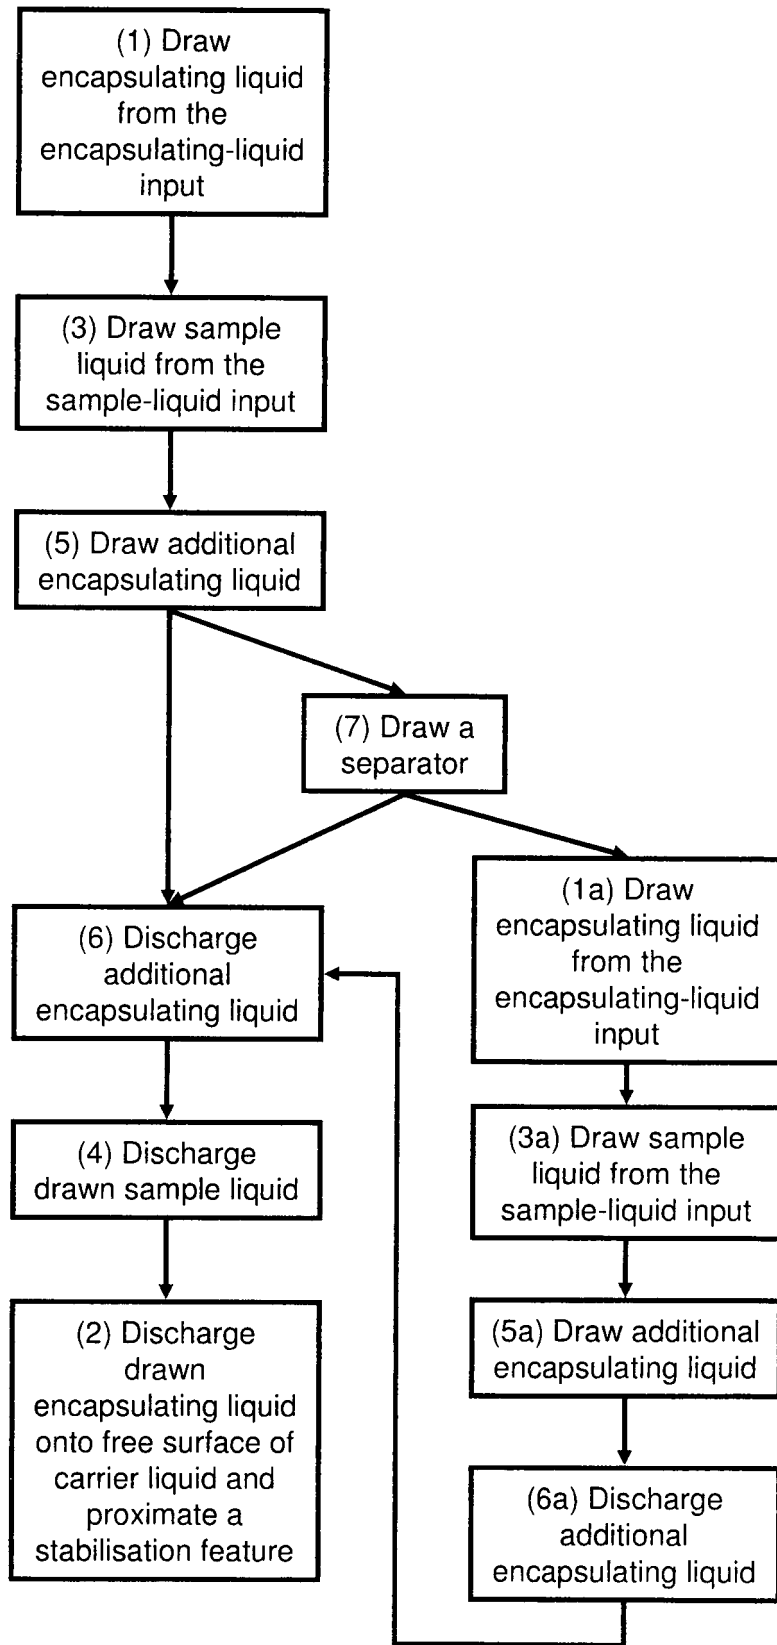 (1) Draw
encapsulating liquid
from the
encapsulating-liquid
input
(3) Draw sample
liquid from the
sample-liquid input
(5) Draw additional
encapsulating liquid
(7) Draw a
separator
(6) Discharge
additional
encapsulating liquid
(4) Discharge
drawn sample liquid
(2) Discharge
drawn
encapsulating liquid
onto free surface of
carrier liquid and
proximate a
stabilisation feature
(1a) Draw
encapsulating liquid
from the
encapsulating-liquid
input
(3a) Draw sample
liquid from the
sample-liquid input
(5a) Draw additional
encapsulating liquid
(6a) Discharge
additional
encapsulating liquid